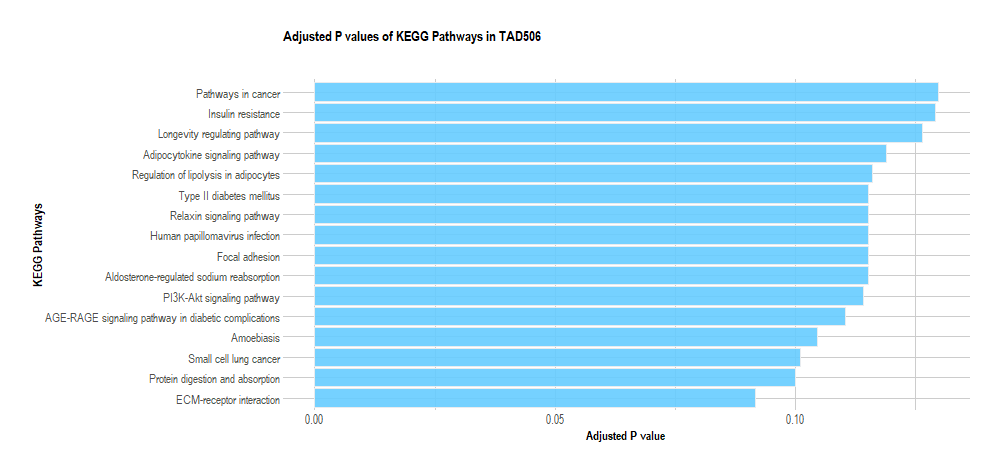 Adjusted P values of KEGG Pathways in TAD506
KEGG Pathways
Pathways in cancer
Insulin resistance
Longevity regulating pathway
Adipocytokine signaling pathway
Regulation of lipolysis in adipocytes
Type II diabetes mellitus
Relaxin signaling pathway
Human papillomavirus infection
Focal adhesion
Aldosterone-regulated sodium reabsorption
PI3K-Akt signaling pathway
AGE-RAGE signaling pathway in diabetic complications
Amoebiasis
Small cell lung cancer
Protein digestion and absorption
ECM-receptor interaction
0.00 0.05 0.10
Adjusted P value